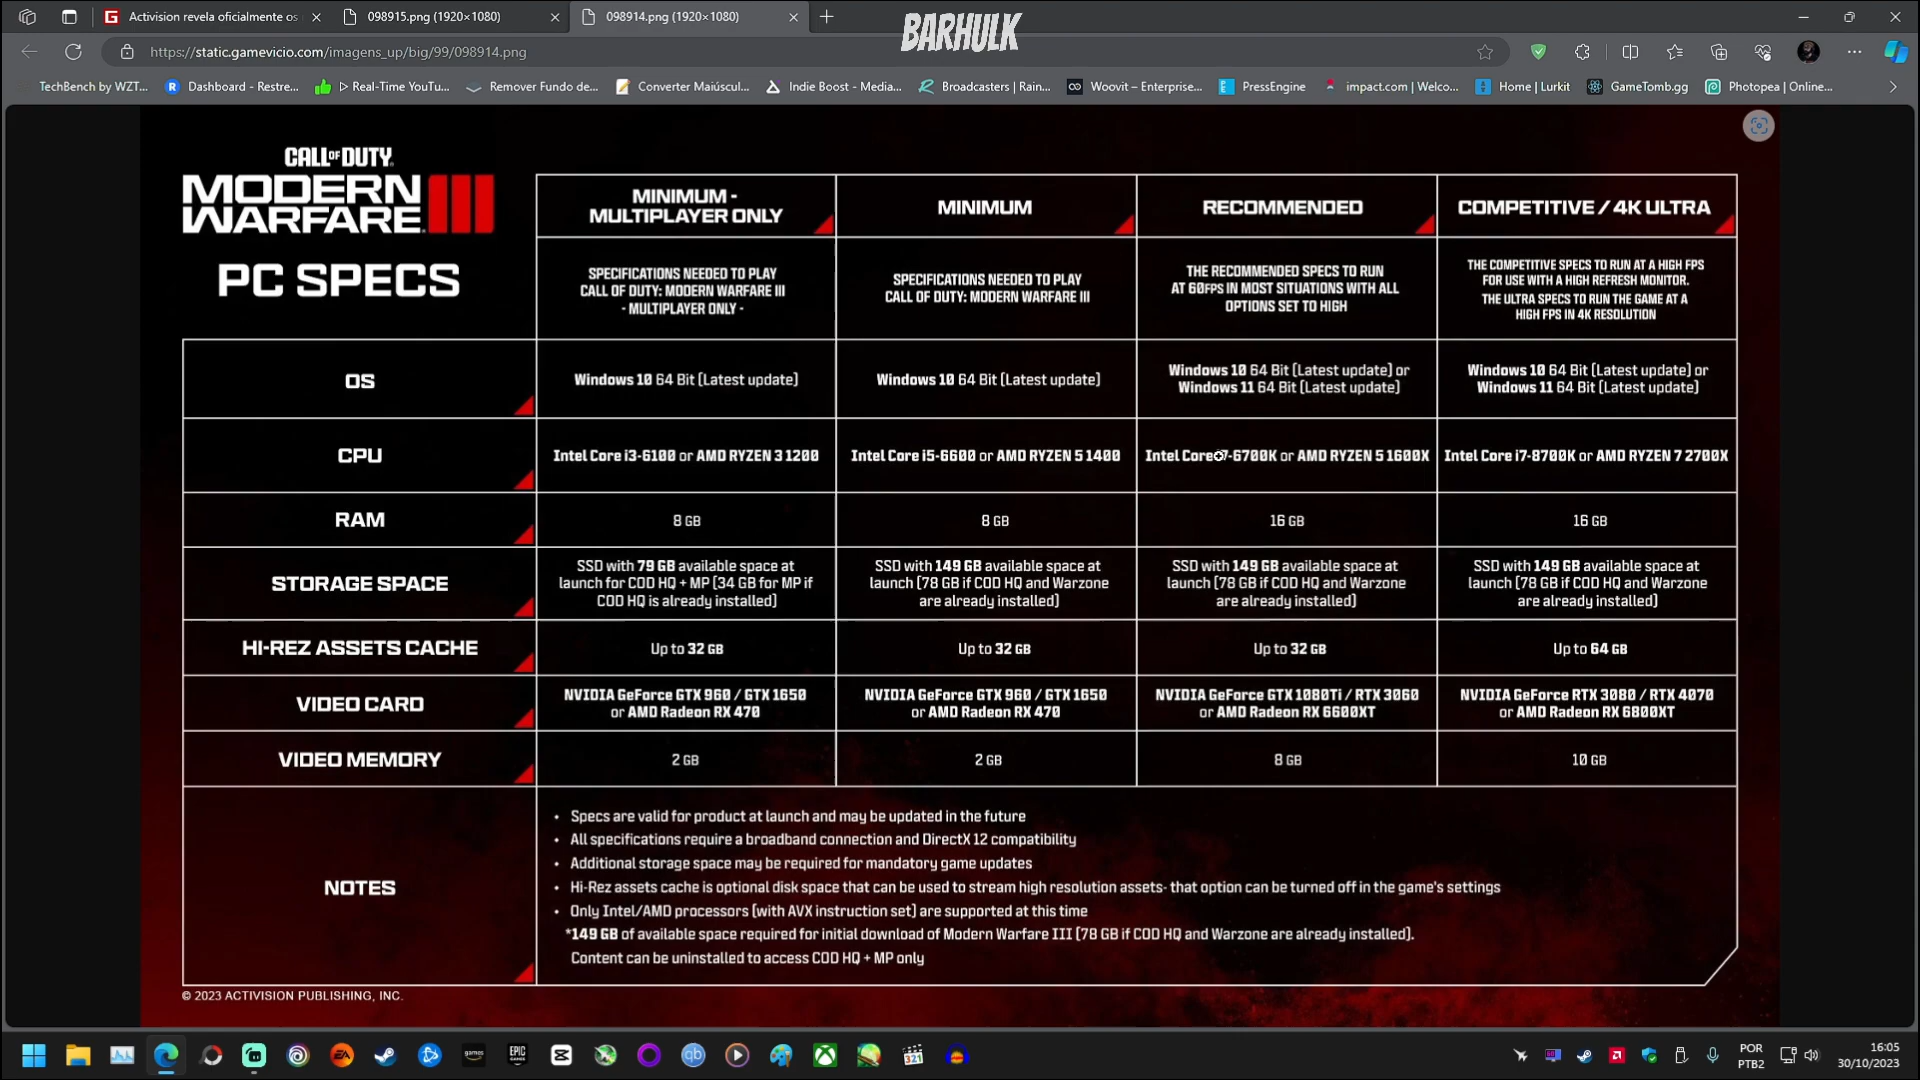 Activision revela oficialmente os
098915.png (1920×1080)
098914.png (1920×1080)
BARHULK
https://static.gamevicio.com/imagens_up/big/99/098914.png
TechBench by WZT...
Dashboard - Restre...
Real-Time YouTu...
Remover Fundo de...
Converter Maiúscul...
Indie Boost - Media...
Broadcasters | Rain...
Woovit – Enterprise...
PressEngine
impact.com | Welco...
Home | Lurkit
GameTomb.gg
Photopea | Online...
CALL OF DUTY.
MODERN
WARFARE III
PC SPECS
MINIMUM -
MULTIPLAYER ONLY
MINIMUM
RECOMMENDED
COMPETITIVE / 4K ULTRA
SPECIFICATIONS NEEDED TO PLAY
CALL OF DUTY: MODERN WARFARE III
- MULTIPLAYER ONLY -
SPECIFICATIONS NEEDED TO PLAY
CALL OF DUTY: MODERN WARFARE III
THE RECOMMENDED SPECS TO RUN
AT 60FPS IN MOST SITUATIONS WITH ALL
OPTIONS SET TO HIGH
THE COMPETITIVE SPECS TO RUN AT A HIGH FPS
FOR USE WITH A HIGH REFRESH MONITOR.
THE ULTRA SPECS TO RUN THE GAME AT A
HIGH FPS IN 4K RESOLUTION
OS
Windows 10 64 Bit (Latest update)
Windows 10 64 Bit (Latest update)
Windows 10 64 Bit (Latest update) or
Windows 11 64 Bit (Latest update)
Windows 10 64 Bit (Latest update) or
Windows 11 64 Bit (Latest update)
CPU
Intel Core i3-6100 or AMD RYZEN 3 1200
Intel Core i5-6600 or AMD RYZEN 5 1400
Intel Core i7-6700K or AMD RYZEN 5 1600X
Intel Core i7-8700K or AMD RYZEN 7 2700X
RAM
8 GB
8 GB
16 GB
16 GB
STORAGE SPACE
SSD with 79 GB available space at
launch for COD HQ + MP (34 GB for MP if
COD HQ is already installed)
SSD with 149 GB available space at
launch (78 GB if COD HQ and Warzone
are already installed)
SSD with 149 GB available space at
launch (78 GB if COD HQ and Warzone
are already installed)
SSD with 149 GB available space at
launch (78 GB if COD HQ and Warzone
are already installed)
HI-REZ ASSETS CACHE
Up to 32 GB
Up to 32 GB
Up to 32 GB
Up to 64 GB
VIDEO CARD
NVIDIA GeForce GTX 960 / GTX 1650
or AMD Radeon RX 470
NVIDIA GeForce GTX 960 / GTX 1650
or AMD Radeon RX 470
NVIDIA GeForce GTX 1080Ti / RTX 3060
or AMD Radeon RX 6600XT
NVIDIA GeForce RTX 3080 / RTX 4070
or AMD Radeon RX 6800XT
VIDEO MEMORY
2 GB
2 GB
8 GB
10 GB
NOTES
• Specs are valid for product at launch and may be updated in the future
• All specifications require a broadband connection and DirectX 12 compatibility
• Additional storage space may be required for mandatory game updates
• Hi-Rez assets cache is optional disk space that can be used to stream high resolution assets- that option can be turned off in the game's settings
• Only Intel/AMD processors (with AVX instruction set) are supported at this time
*149 GB of available space required for initial download of Modern Warfare III (78 GB if COD HQ and Warzone are already installed).
Content can be uninstalled to access COD HQ + MP only
© 2023 ACTIVISION PUBLISHING, INC.
EA
games
EPIC
GAMES
qb
321
POR
PTB2
16:05
30/10/2023